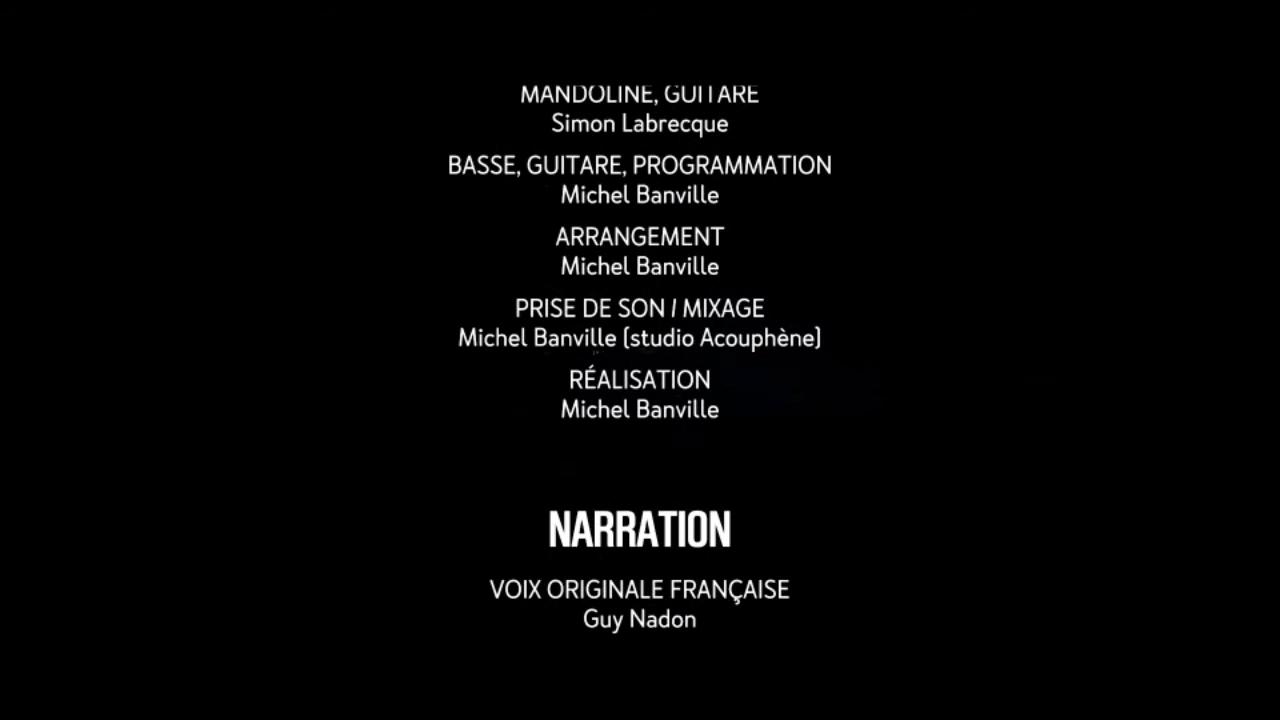 MANDOLINE, GUITARE
Simon Labrecque
BASSE, GUITARE, PROGRAMMATION
Michel Banville
ARRANGEMENT
Michel Banville
PRISE DE SON / MIXAGE
Michel Banville (studio Acouphène)
RÉALISATION
Michel Banville
NARRATION
VOIX ORIGINALE FRANÇAISE
Guy Nadon